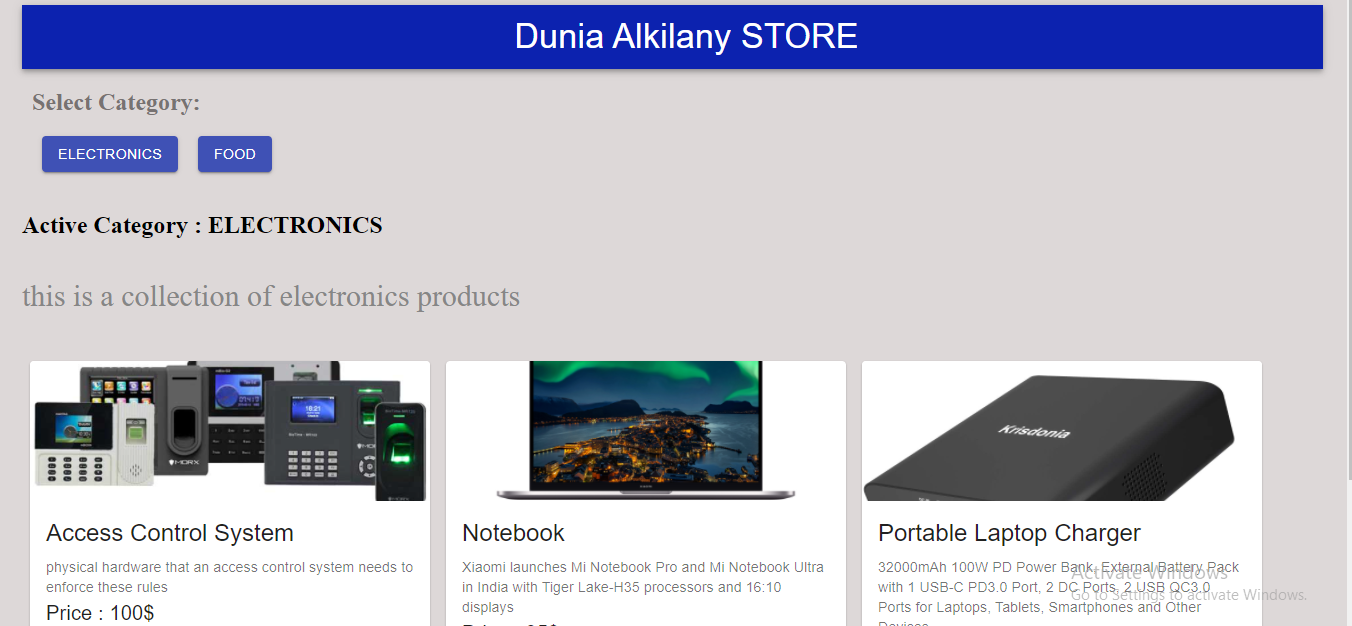 Dunia Alkilany STORE
Select Category:
ELECTRONICS
FOOD
Active Category : ELECTRONICS
this is a collection of electronics products
18:21
MORX
Krisdonia
Access Control System
physical hardware that an access control system needs to
enforce these rules
Price : 100$
Notebook
Xiaomi launches Mi Notebook Pro and Mi Notebook Ultra
in India with Tiger Lake-H35 processors and 16:10
displays
Portable Laptop Charger
32000mAh 100W PD Power Bank, External Battery Pack
with 1 USB-C PD3.0 Port, 2 DC Ports, 2 USB QC3.0
Ports for Laptops, Tablets, Smartphones and Other
Devices
Activate Windows
Go to Settings to activate Windows.